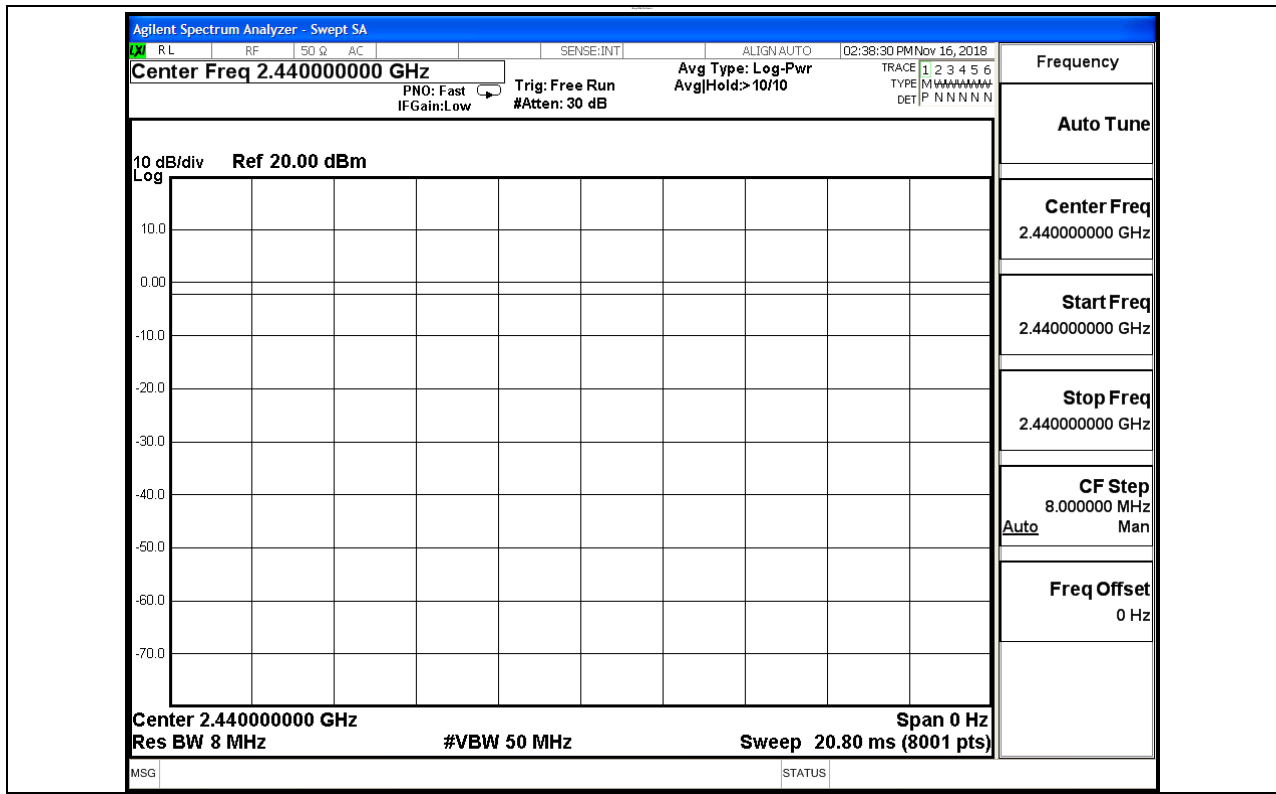 Agilent Spectrum Analyzer - Swept SA
LXI RL RF 50 Ω AC SENSE:INT ALIGN AUTO 02:38:30 PM Nov 16, 2018
Center Freq 2.440000000 GHz
PNO: Fast
IFGain:Low
Trig: Free Run
#Atten: 30 dB
Avg Type: Log-Pwr
Avg|Hold:>10/10
TRACE 1 2 3 4 5 6
TYPE M WWWWW
DET P N N N N N
10 dB/div Ref 20.00 dBm
Log
10.0
0.00
-10.0
-20.0
-30.0
-40.0
-50.0
-60.0
-70.0
Center 2.440000000 GHz Span 0 Hz
Res BW 8 MHz #VBW 50 MHz Sweep 20.80 ms (8001 pts)
MSG STATUS
Frequency
Auto Tune
Center Freq
2.440000000 GHz
Start Freq
2.440000000 GHz
Stop Freq
2.440000000 GHz
CF Step
8.000000 MHz
Auto Man
Freq Offset
0 Hz